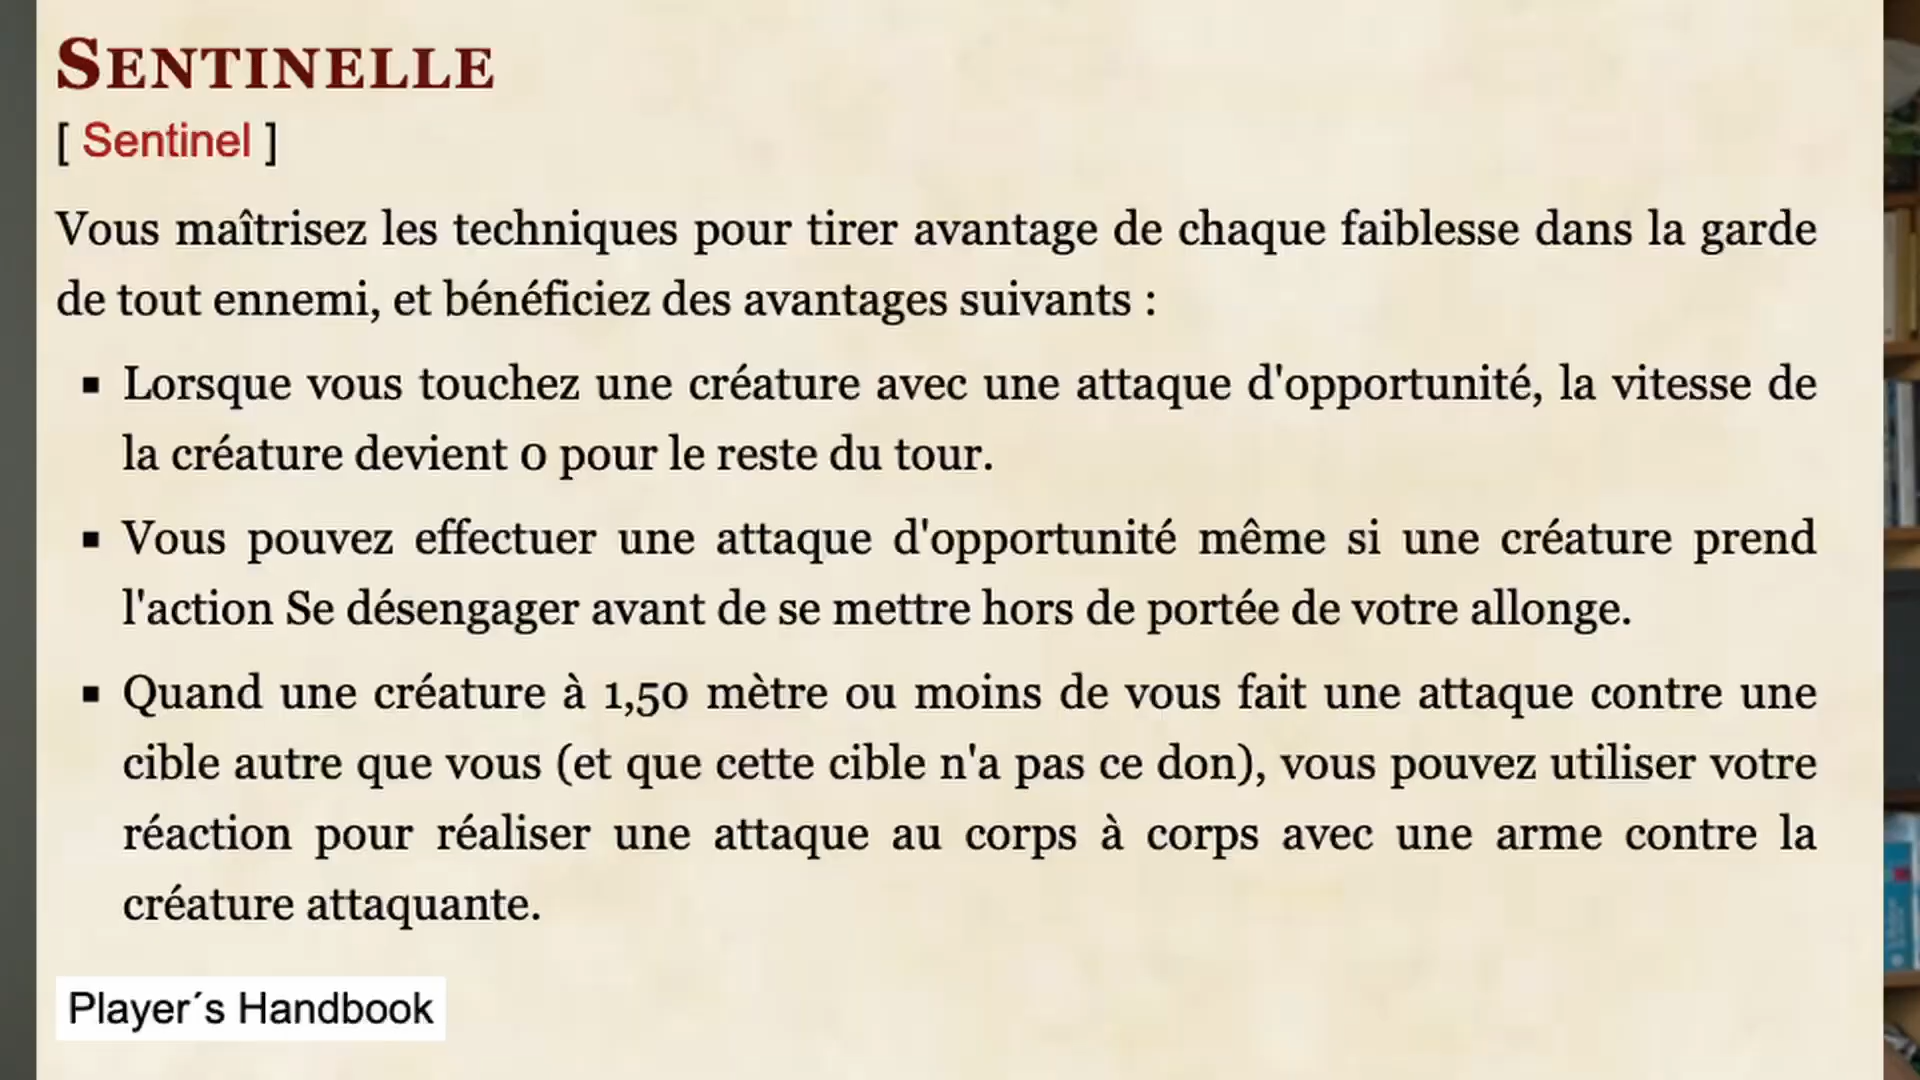 SENTINELLE
[ Sentinel ]
Vous maîtrisez les techniques pour tirer avantage de chaque faiblesse dans la garde
de tout ennemi, et bénéficiez des avantages suivants :
▪ Lorsque vous touchez une créature avec une attaque d'opportunité, la vitesse de
la créature devient 0 pour le reste du tour.
▪ Vous pouvez effectuer une attaque d'opportunité même si une créature prend
l'action Se désengager avant de se mettre hors de portée de votre allonge.
▪ Quand une créature à 1,50 mètre ou moins de vous fait une attaque contre une
cible autre que vous (et que cette cible n'a pas ce don), vous pouvez utiliser votre
réaction pour réaliser une attaque au corps à corps avec une arme contre la
créature attaquante.
Player´s Handbook